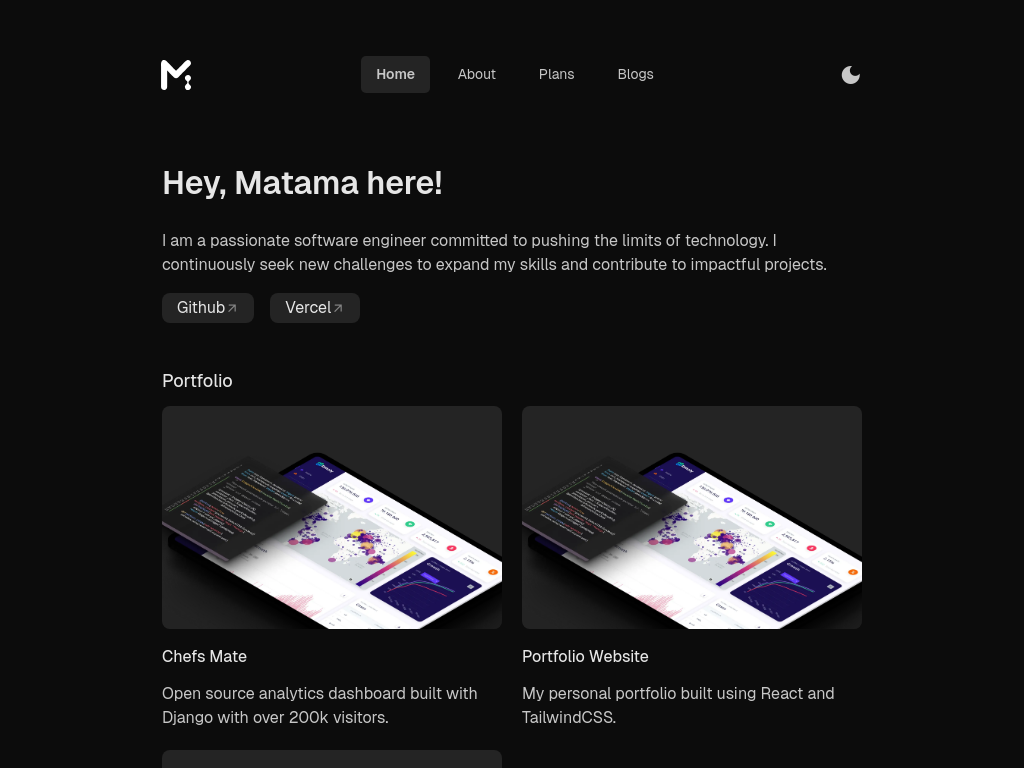 Home
About
Plans
Blogs
Hey, Matama here!
I am a passionate software engineer committed to pushing the limits of technology. I
continuously seek new challenges to expand my skills and contribute to impactful projects.
Github
Vercel
Portfolio
Chefs Mate
Portfolio Website
Open source analytics dashboard built with
Django with over 200k visitors.
My personal portfolio built using React and
TailwindCSS.